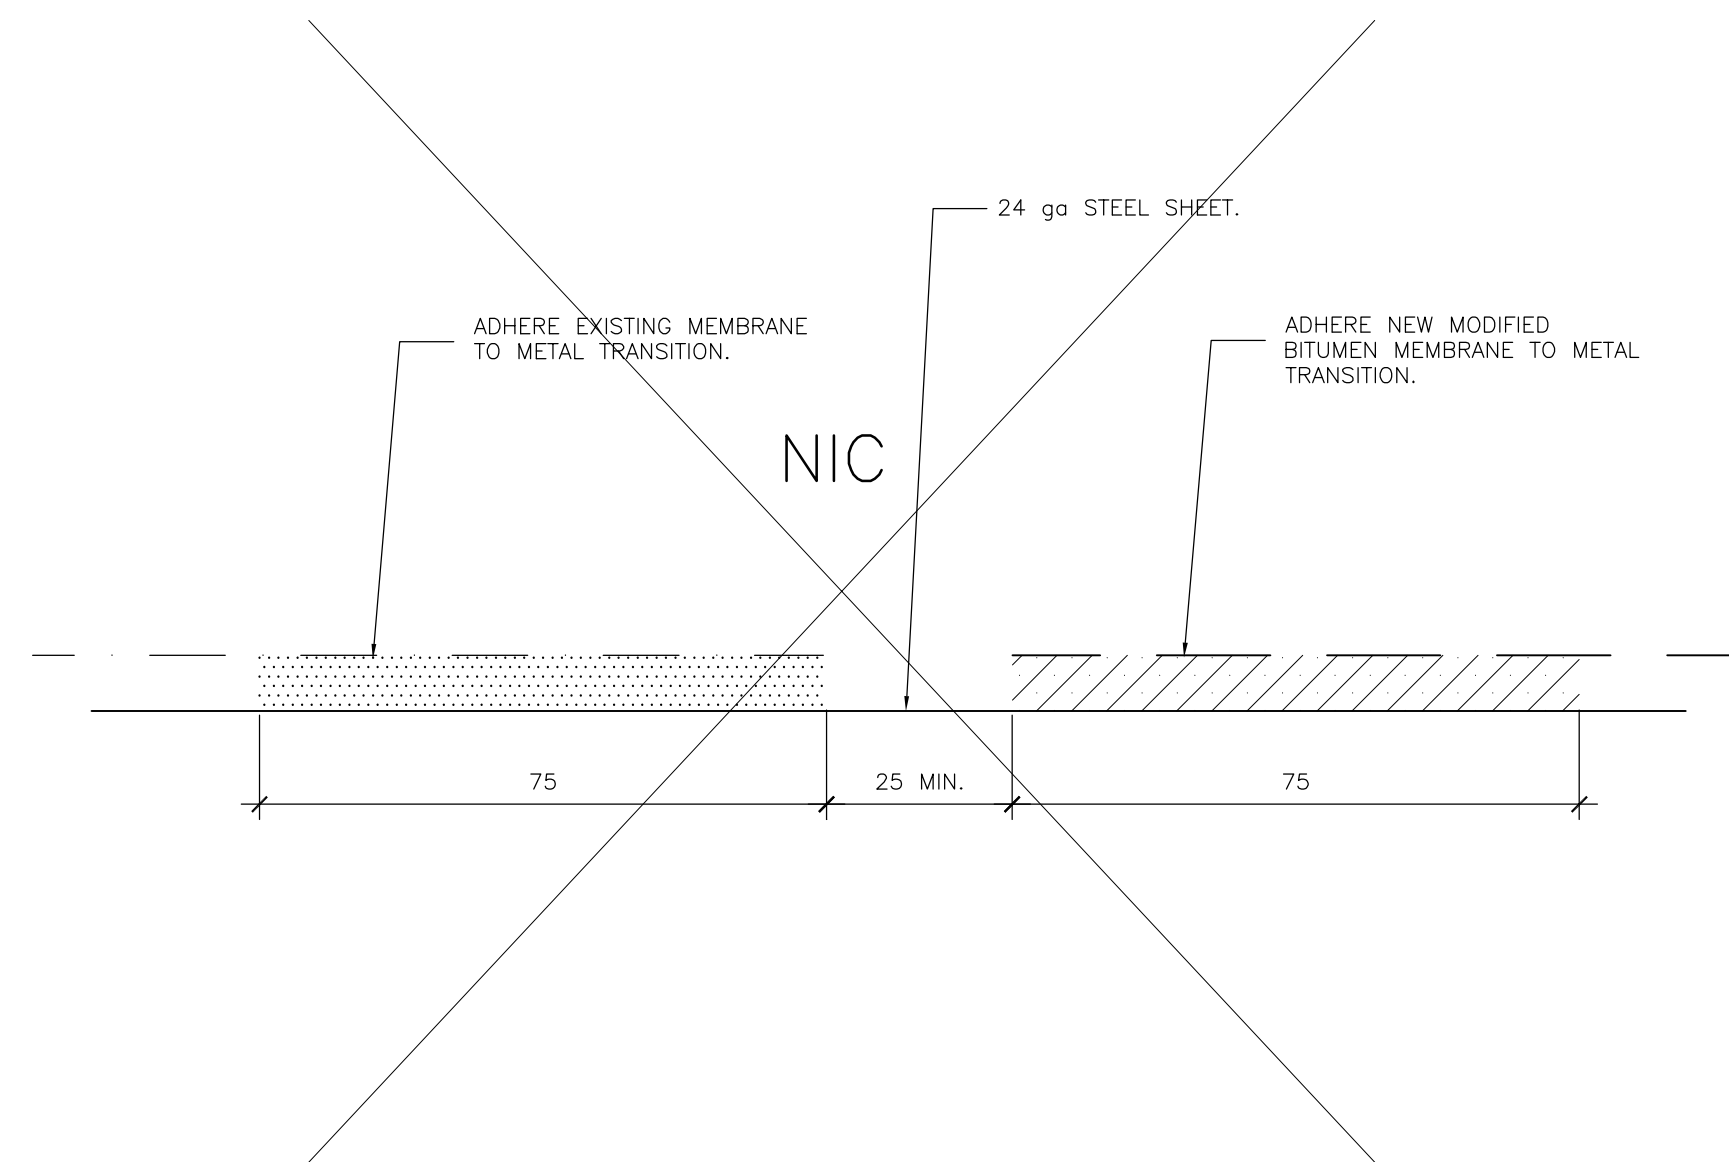 24 ga STEEL SHEET.
ADHERE EXISTING MEMBRANE
TO METAL TRANSITION.
ADHERE NEW MODIFIED
BITUMEN MEMBRANE TO METAL
TRANSITION.
NIC
75
25 MIN.
75